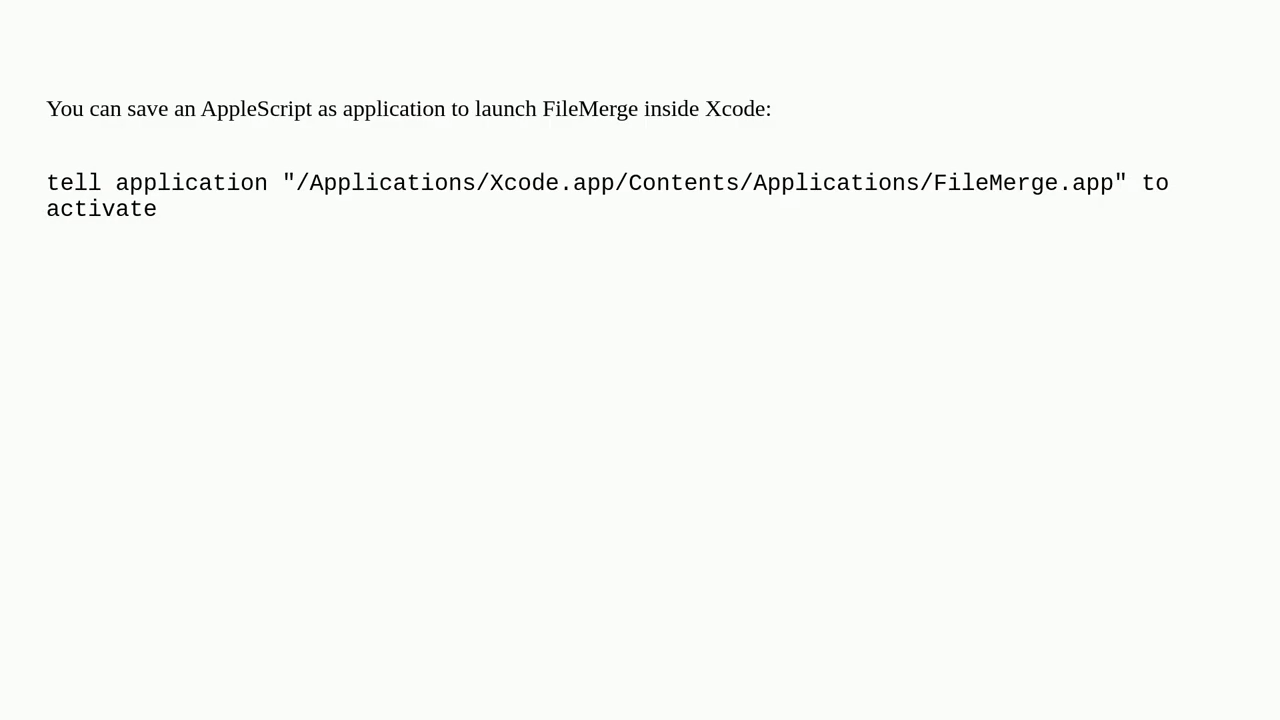 You can save an AppleScript as application to launch FileMerge inside Xcode:
tell application "/Applications/Xcode.app/Contents/Applications/FileMerge.app" to
activate